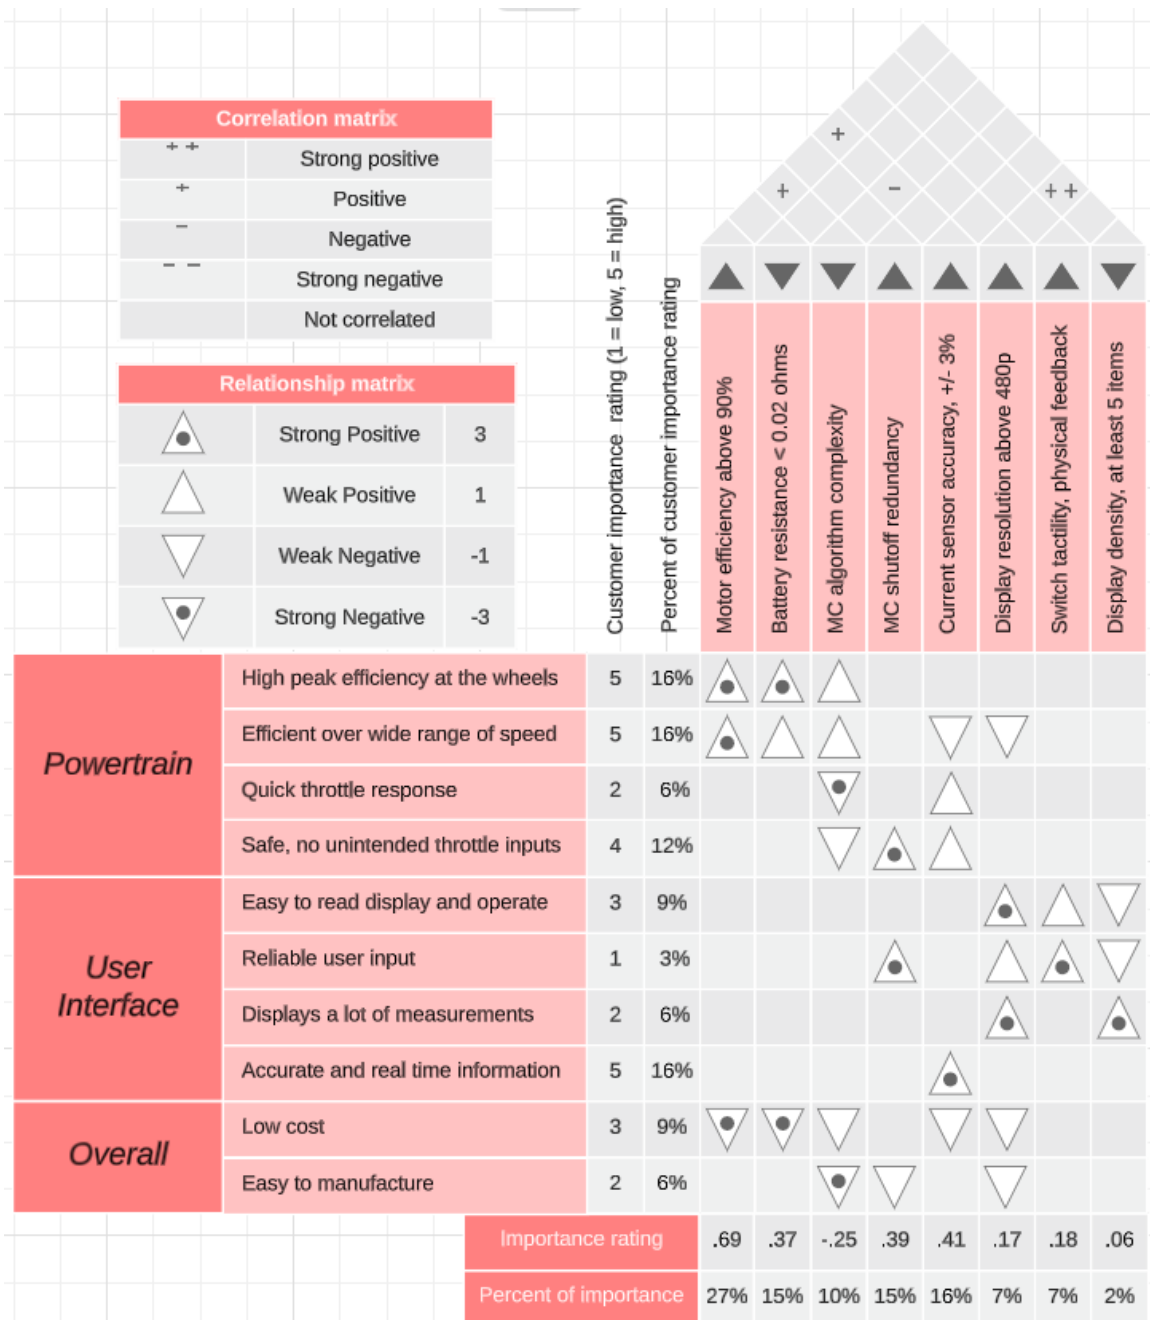 Correlation matrix
+ + Strong positive
+ Positive
− Negative
− − Strong negative
Not correlated
Relationship matrix
Strong Positive 3
Weak Positive 1
Weak Negative -1
Strong Negative -3
Customer importance rating (1 = low, 5 = high)
Percent of customer importance rating
+
+ − + +
Motor efficiency above 90%
Battery resistance < 0.02 ohms
MC algorithm complexity
MC shutoff redundancy
Current sensor accuracy, +/- 3%
Display resolution above 480p
Switch tactility, physical feedback
Display density, at least 5 items
Powertrain
High peak efficiency at the wheels 5 16%
Efficient over wide range of speed 5 16%
Quick throttle response 2 6%
Safe, no unintended throttle inputs 4 12%
User
Interface
Easy to read display and operate 3 9%
Reliable user input 1 3%
Displays a lot of measurements 2 6%
Accurate and real time information 5 16%
Overall
Low cost 3 9%
Easy to manufacture 2 6%
Importance rating .69 .37 -.25 .39 .41 .17 .18 .06
Percent of importance 27% 15% 10% 15% 16% 7% 7% 2%